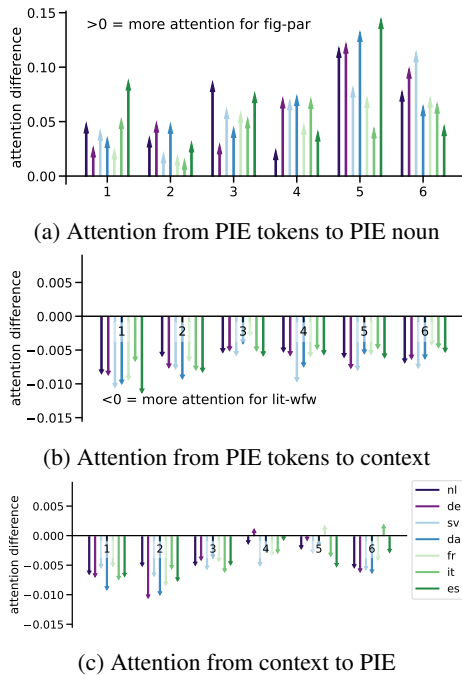 0.15
>0 = more attention for fig-par
0.10
0.05
0.00
attention difference
1 2 3 4 5 6
(a) Attention from PIE tokens to PIE noun
0.005
0.000
−0.005
−0.010
−0.015
attention difference
1 2 3 4 5 6
<0 = more attention for lit-wfw
(b) Attention from PIE tokens to context
0.005
0.000
−0.005
−0.010
−0.015
attention difference
1 2 3 4 5 6
nl
de
sv
da
fr
it
es
(c) Attention from context to PIE